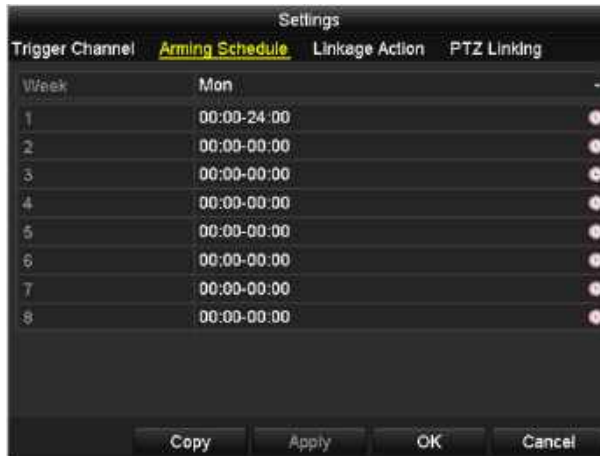 Settings
Trigger Channel Arming Schedule Linkage Action PTZ Linking
Week Mon
1 00:00-24:00
2 00:00-00:00
3 00:00-00:00
4 00:00-00:00
5 00:00-00:00
6 00:00-00:00
7 00:00-00:00
8 00:00-00:00
Copy Apply OK Cancel